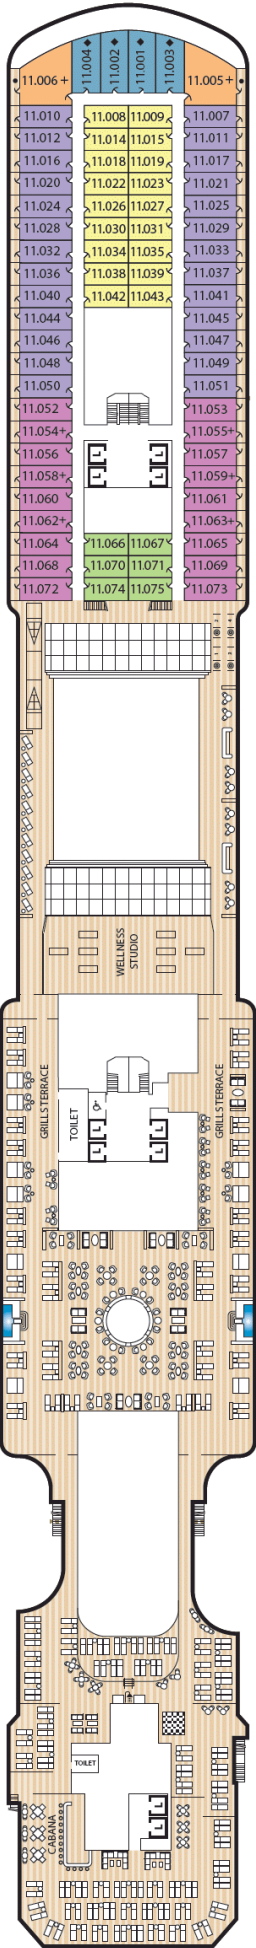 11.006+ 11.004◆ 11.002◆ 11.001◆ 11.003◆ 11.005+
11.010 11.008 11.009 11.007
11.012 11.014 11.015 11.011
11.016 11.018 11.019 11.017
11.020 11.022 11.023 11.021
11.024 11.026 11.027 11.025
11.028 11.030 11.031 11.029
11.032 11.034 11.035 11.033
11.036 11.038 11.039 11.037
11.040 11.042 11.043 11.041
11.044 11.045
11.046 11.047
11.048 11.049
11.050 11.051
11.052 11.053
11.054+ 11.055+
11.056 11.057
11.058+ L L 11.059+
11.060 11.061
11.062+ 11.063+
11.064 11.066 11.067 11.065
11.068 11.070 11.071 11.069
11.072 11.074 11.075 11.073
WELLNESS
STUDIO
GRILLS TERRACE
TOILET
GRILLS TERRACE
L L
L L
TOILET
CABANA
L
L